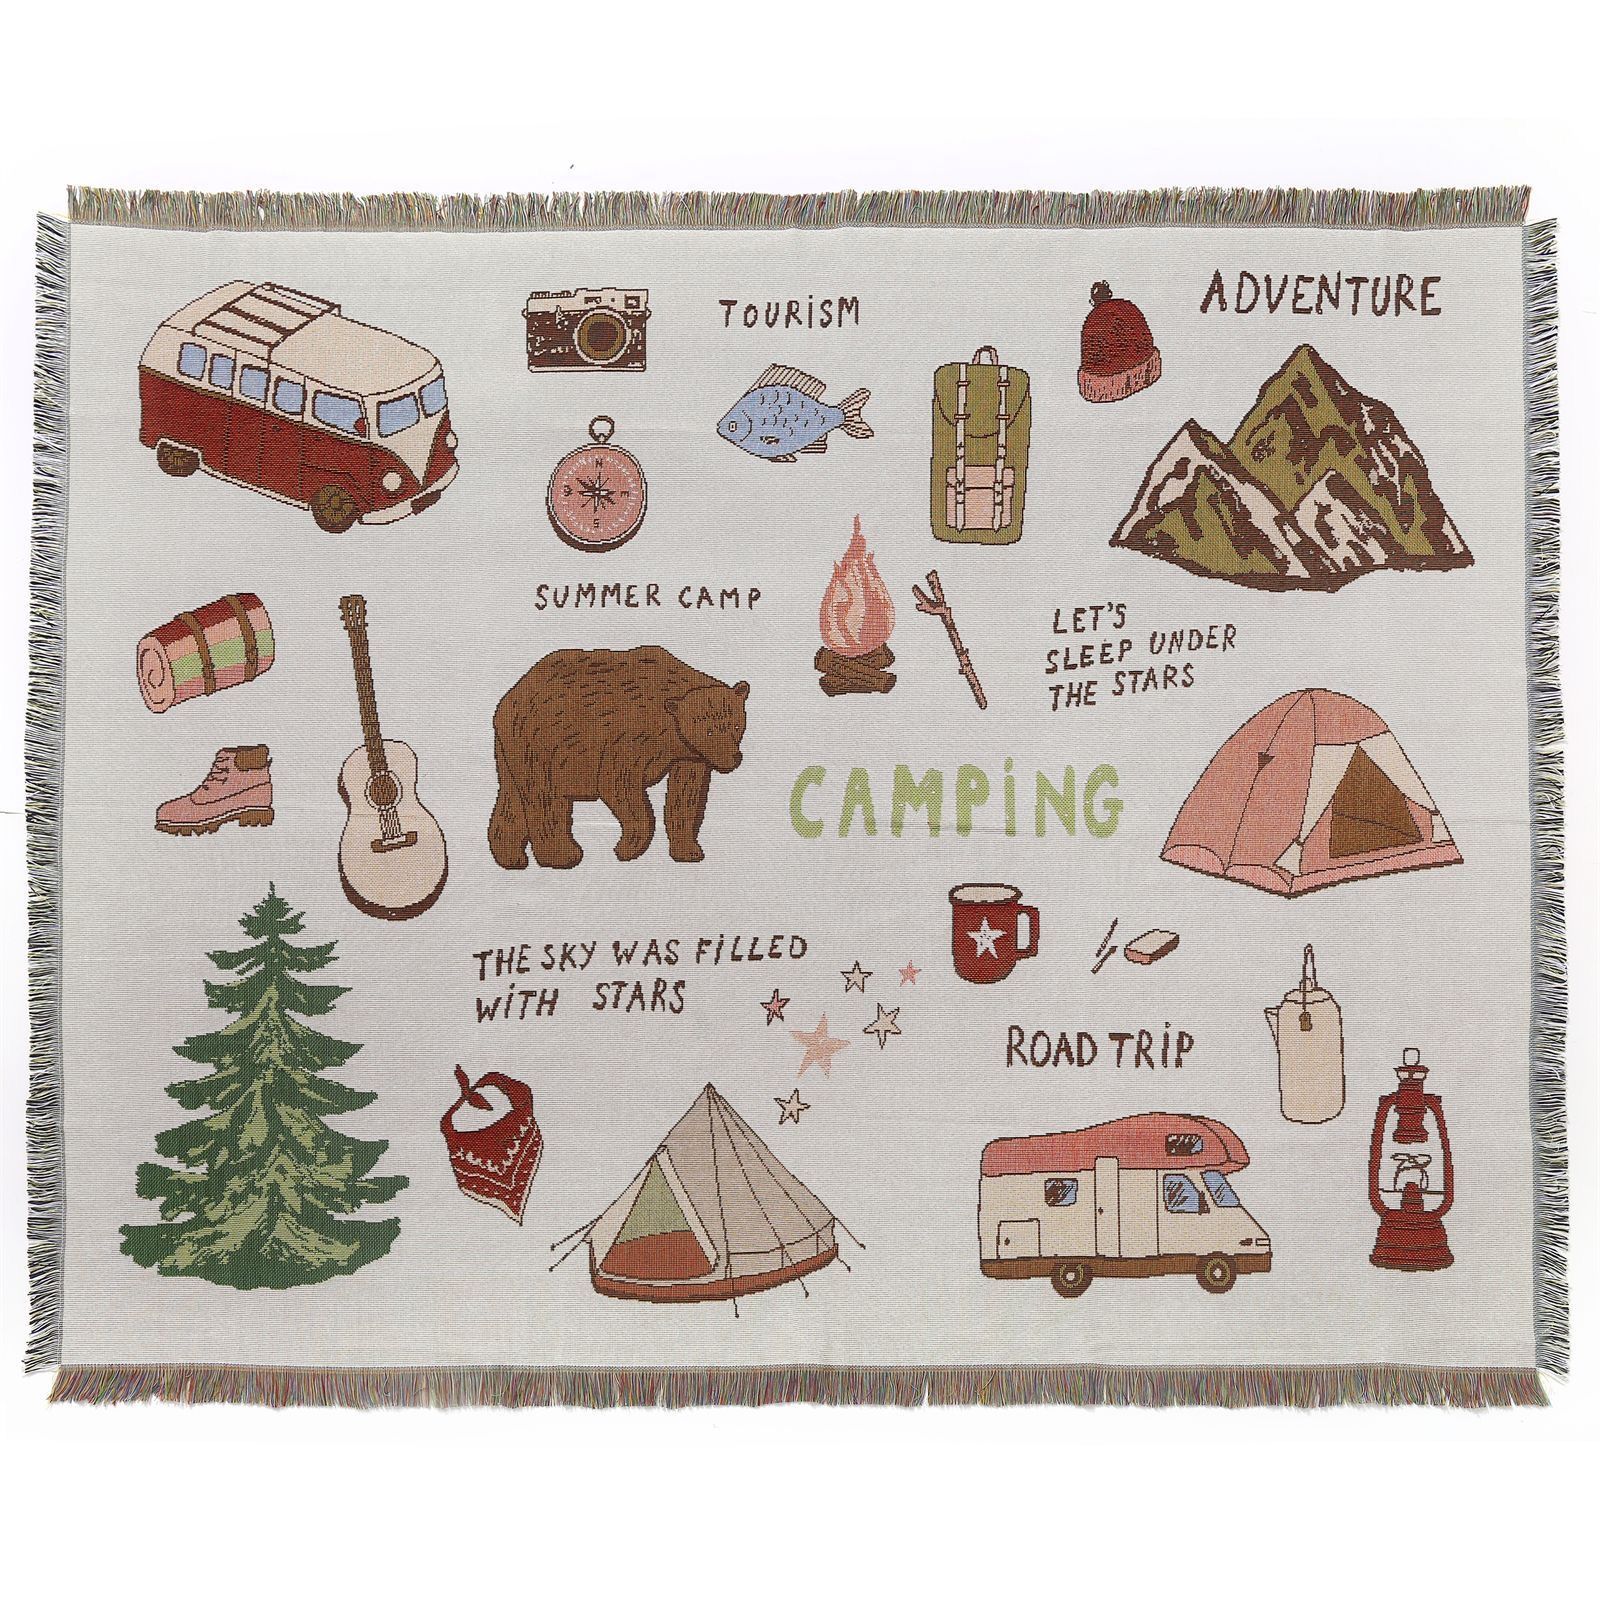 TOURISM
ADVENTURE
SUMMER CAMP
LET'S
SLEEP UNDER
THE STARS
CAMPING
THE SKY WAS FILLED
WITH STARS
ROAD TRIP